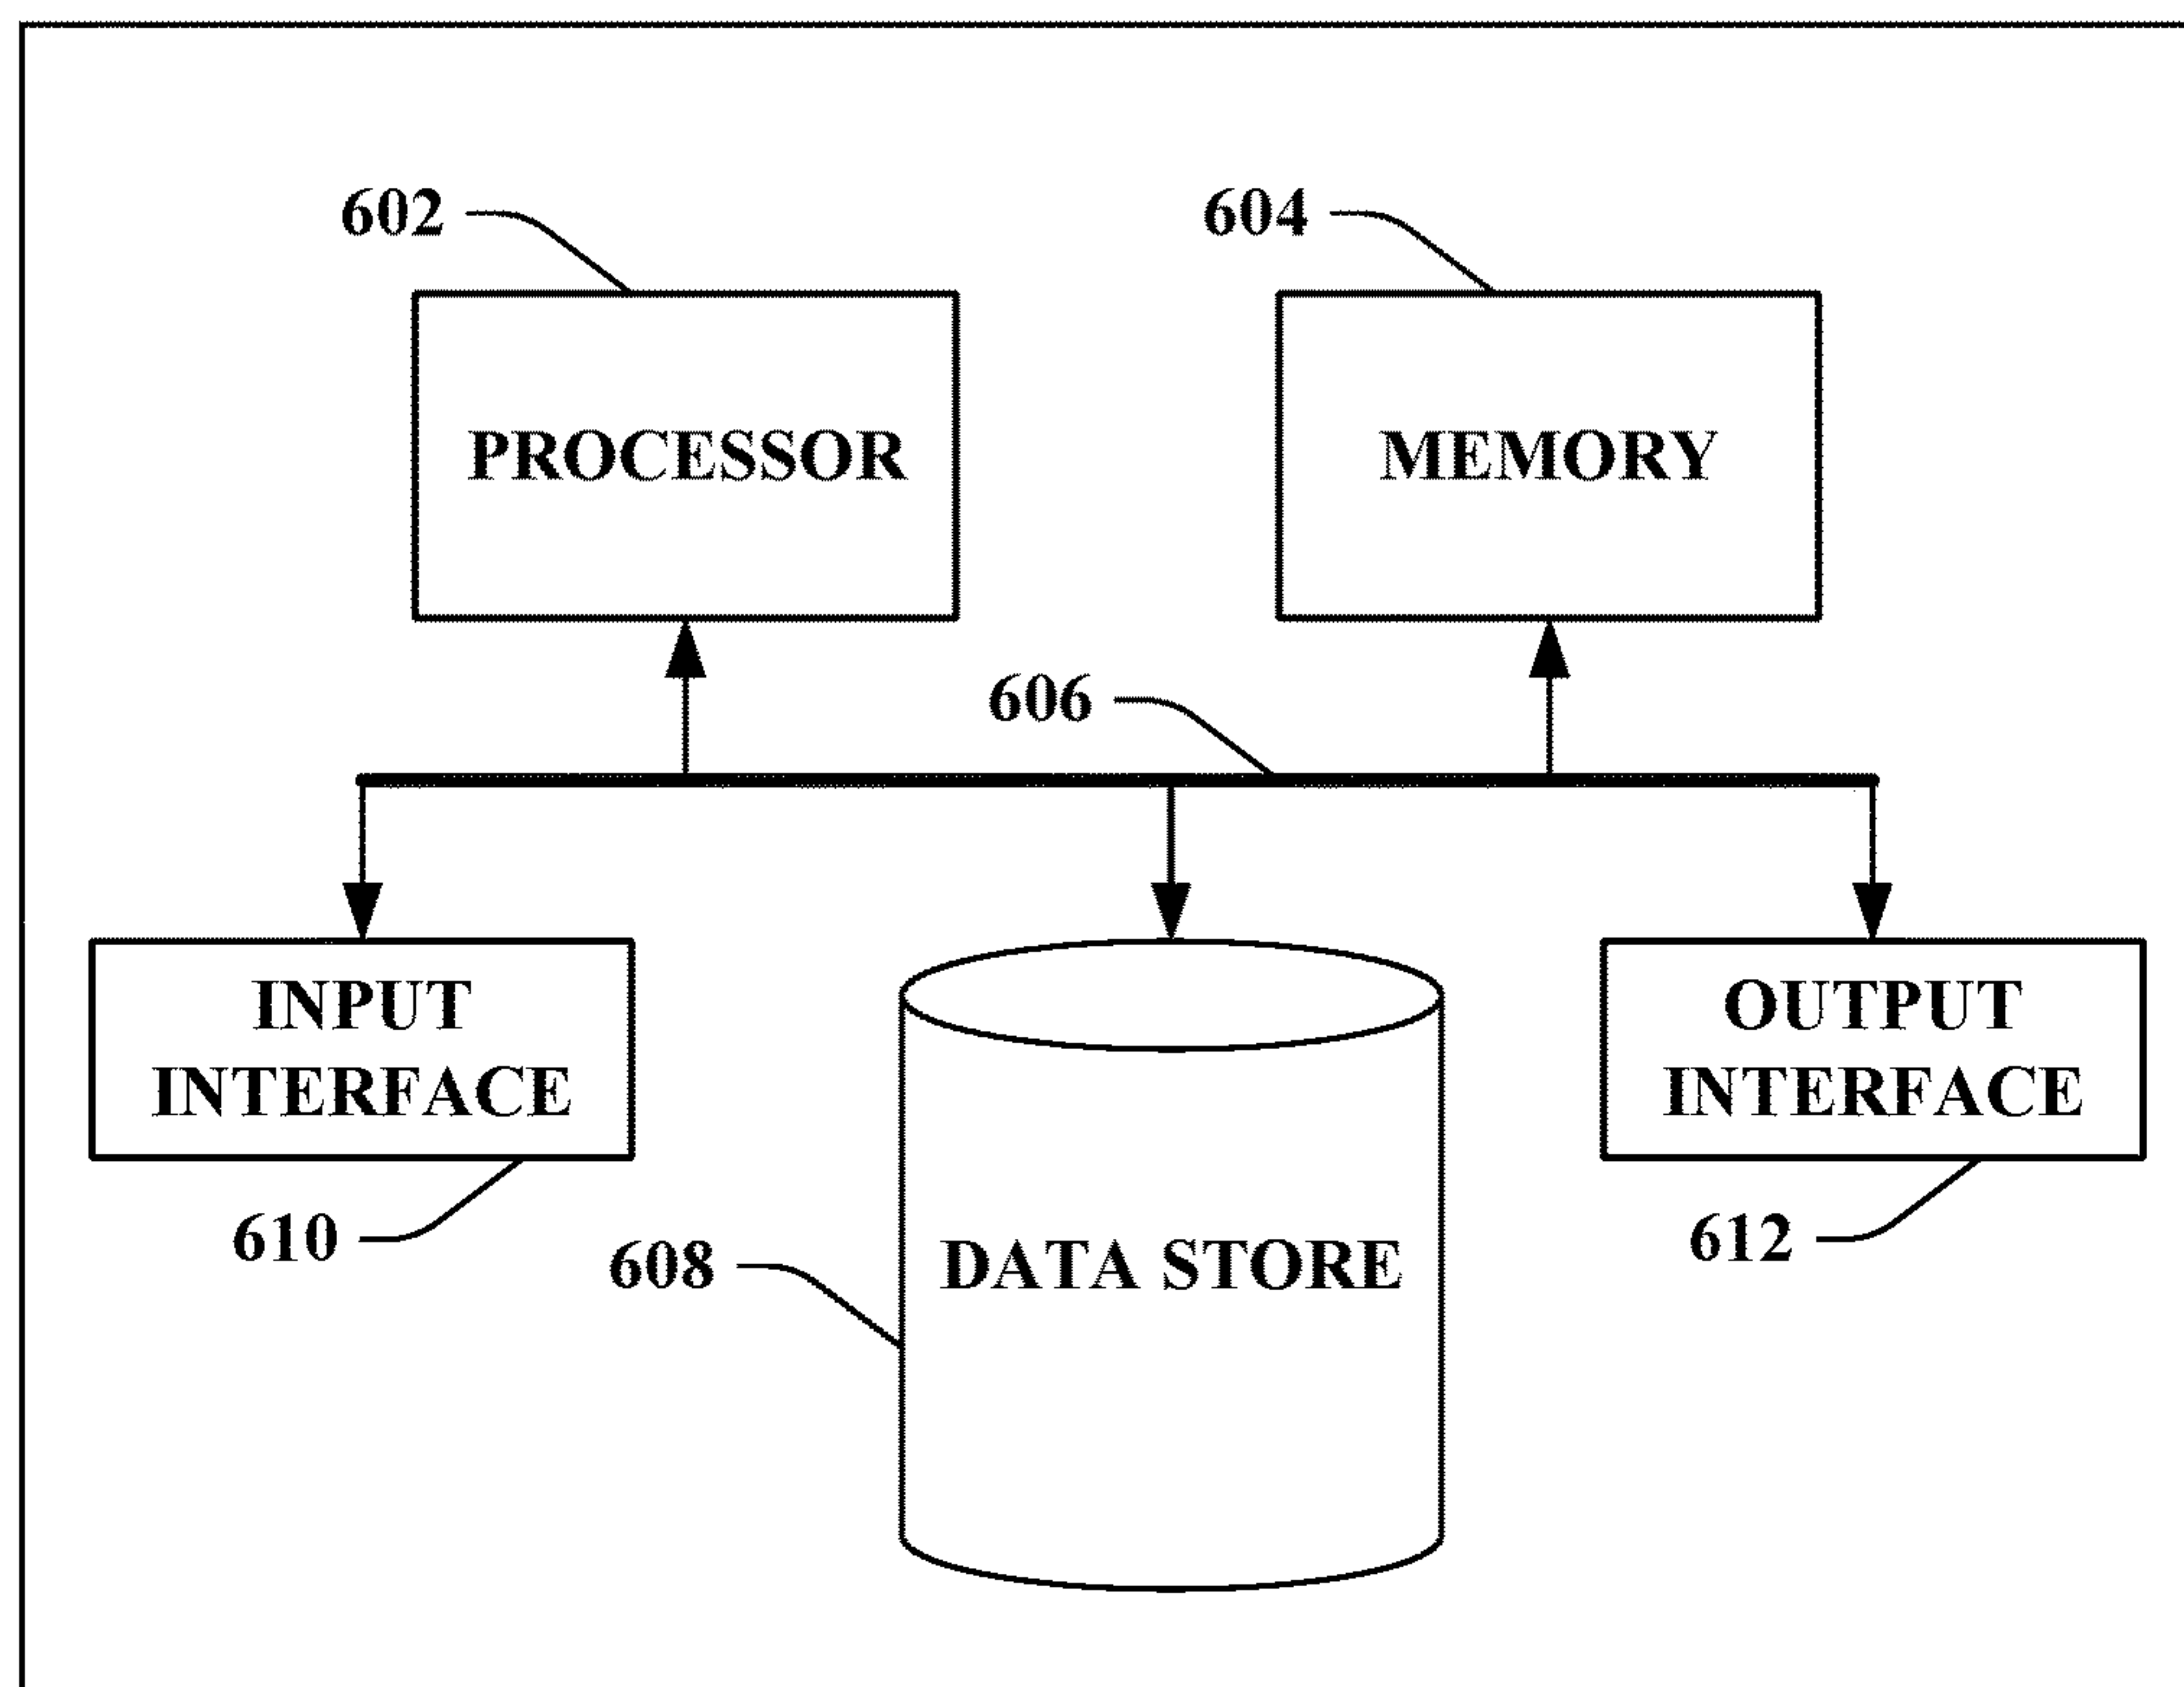 602
604
PROCESSOR
MEMORY
606
INPUT
INTERFACE
OUTPUT
INTERFACE
610
608
DATA STORE
612